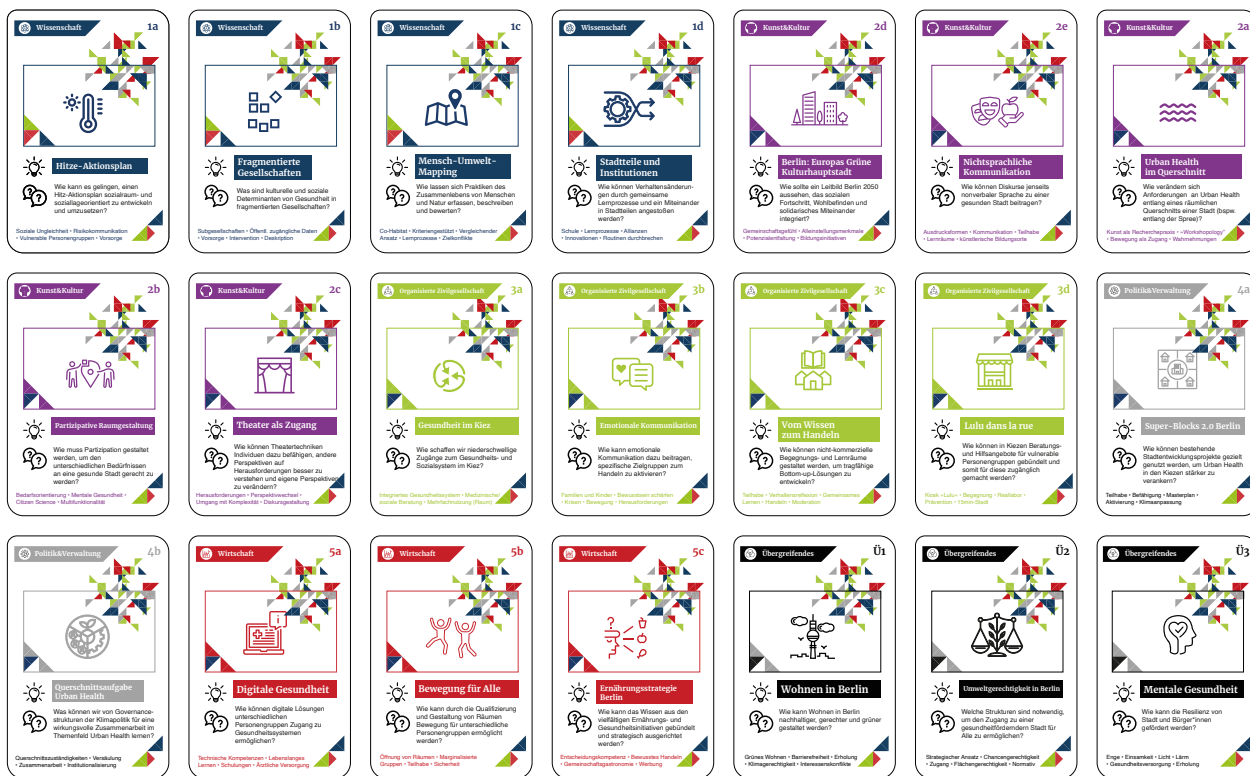 Wissenschaft 1a
Hitze-Aktionsplan
Wie kann es gelingen, einen
Hitz-Aktionsplan sozialraum- und
soziallagenorientiert zu entwickeln
und umzusetzen?
Soziale Ungleichheit • Risikokommunikation
• Vulnerable Personengruppen • Vorsorge
Wissenschaft 1b
Fragmentierte
Gesellschaften
Was sind kulturelle und soziale
Determinanten von Gesundheit in
fragmentierten Gesellschaften?
Subgesellschaften • Öffentl. zugängliche Daten
• Vorsorge • Intervention • Deskription
Wissenschaft 1c
Mensch-Umwelt-
Mapping
Wie lassen sich Praktiken des
Zusammenlebens von Menschen
und Natur erfassen, beschreiben
und bewerten?
Co-Habitat • Kriteriengestützt • Vergleichender
Ansatz • Lernprozesse • Zielkonflikte
Wissenschaft 1d
Stadtteile und
Institutionen
Wie können Verhaltensänderun-
gen durch gemeinsame
Lernprozesse und ein Miteinander
in Stadtteilen angestoßen
werden?
Schule • Lernprozesse • Allianzen
• Innovationen • Routinen durchbrechen
Kunst&Kultur 2d
Berlin: Europas Grüne
Kulturhauptstadt
Wie sollte ein Leitbild Berlin 2050
aussehen, das sozialen
Fortschritt, Wohlbefinden und
solidarisches Miteinander
integriert?
Gemeinschaftsgefühl • Alleinstellungsmerkmale
• Potenzialentfaltung • Bildungsinitiativen
Kunst&Kultur 2e
Nichtsprachliche
Kommunikation
Wie können Diskurse jenseits
nonverbaler Sprache zu einer
gesunden Stadt beitragen?
Ausdrucksformen • Kommunikation • Teilhabe
• Lernräume • künstlerische Bildungsorte
Kunst&Kultur 2a
Urban Health
im Querschnitt
Wie verändern sich
Anforderungen an Urban Health
entlang eines räumlichen
Querschnitts einer Stadt (bspw.
entlang der Spree)?
Kunst als Recherchepraxis • "Workshopology"
• Bewegung als Zugang • Wahrnehmungen
Kunst&Kultur 2b
Partizipative Raumgestaltung
Wie muss Partizipation gestaltet
werden, um den
unterschiedlichen Bedürfnissen
an eine gesunde Stadt gerecht zu
werden?
Bedarfsorientierung • Mentale Gesundheit •
Citizen Science • Multifunktionalität
Kunst&Kultur 2c
Theater als Zugang
Wie können Theatertechniken
Individuen dazu befähigen, andere
Perspektiven auf
Herausforderungen besser zu
verstehen und eigene Perspektiven
zu verändern?
Herausforderungen • Perspektivwechsel •
Umgang mit Komplexität • Diskursgestaltung
Organisierte Zivilgesellschaft 3a
Gesundheit im Kiez
Wie schaffen wir niederschwellige
Zugänge zum Gesundheits- und
Sozialsystem im Kiez?
Integriertes Gesundheitssystem • Medizinische/
soziale Beratung • Mehrfachnutzung (Raum)
Organisierte Zivilgesellschaft 3b
Emotionale Kommunikation
Wie kann emotionale
Kommunikation dazu beitragen,
spezifische Zielgruppen zum
Handeln zu aktivieren?
Familien und Kinder • Bewusstsein schärfen
• Krisen • Bewegung • Herausforderungen
Organisierte Zivilgesellschaft 3c
Vom Wissen
zum Handeln
Wie können nicht-kommerzielle
Begegnungs- und Lernräume
gestaltet werden, um tragfähige
Bottom-up-Lösungen zu
entwickeln?
Teilhabe • Verhaltensreflexion • Gemeinsames
Lernen • Handeln • Moderation
Organisierte Zivilgesellschaft 3d
Lulu dans la rue
Wie können in Kiezen Beratungs-
und Hilfsangebote für vulnerable
Personengruppen gebündelt und
somit für diese zugänglich
gemacht werden?
Kiosk «Lulu» • Begegnung • Reallabor •
Prävention • 15min-Stadt
Politik&Verwaltung 4a
Super-Blocks 2.0 Berlin
Wie können bestehende
Stadtentwicklungsprojekte gezielt
genutzt werden, um Urban Health
in den Kiezen stärker zu
verankern?
Teilhabe • Befähigung • Masterplan •
Aktivierung • Klimaanpassung
Politik&Verwaltung 4b
Querschnittsaufgabe
Urban Health
Was können wir von Governance-
strukturen der Klimapolitik für eine
wirkungsvolle Zusammenarbeit im
Themenfeld Urban Health lernen?
Querschnittszuständigkeiten • Versäulung
• Zusammenarbeit • Institutionalisierung
Wirtschaft 5a
Digitale Gesundheit
Wie können digitale Lösungen
unterschiedlichen
Personengruppen Zugang zu
Gesundheitssystemen
ermöglichen?
Technische Kompetenzen • Lebenslanges
Lernen • Schulungen • Ärztliche Versorgung
Wirtschaft 5b
Bewegung für Alle
Wie kann durch die Qualifizierung
und Gestaltung von Räumen
Bewegung für unterschiedliche
Personengruppen ermöglicht
werden?
Öffnung von Räumen • Marginalisierte
Gruppen • Teilhabe • Sicherheit
Wirtschaft 5c
Ernährungsstrategie
Berlin
Wie kann das Wissen aus den
vielfältigen Ernährungs- und
Gesundheitsinitiativen gebündelt
und strategisch ausgerichtet
werden?
Entscheidungskompetenz • Bewusstes Handeln
• Gemeinschaftsgastronomie • Werbung
Übergreifendes Ü1
Wohnen in Berlin
Wie kann Wohnen in Berlin
nachhaltiger, gerechter und grüner
gestaltet werden?
Grünes Wohnen • Barrierefreiheit • Erholung
• Klimagerechtigkeit • Interessenskonflikte
Übergreifendes Ü2
Umweltgerechtigkeit in Berlin
Welche Strukturen sind notwendig,
um den Zugang zu einer
gesundheitfördernden Stadt für
Alle zu ermöglichen?
Strategischer Ansatz • Chancengerechtigkeit
• Zugang • Flächengerechtigkeit • Normativ
Übergreifendes Ü3
Mentale Gesundheit
Wie kann die Resilienz von
Stadt und Bürger*innen
gefördert werden?
Enge • Einsamkeit • Licht • Lärm
• Gesundheitsversorgung • Erholung